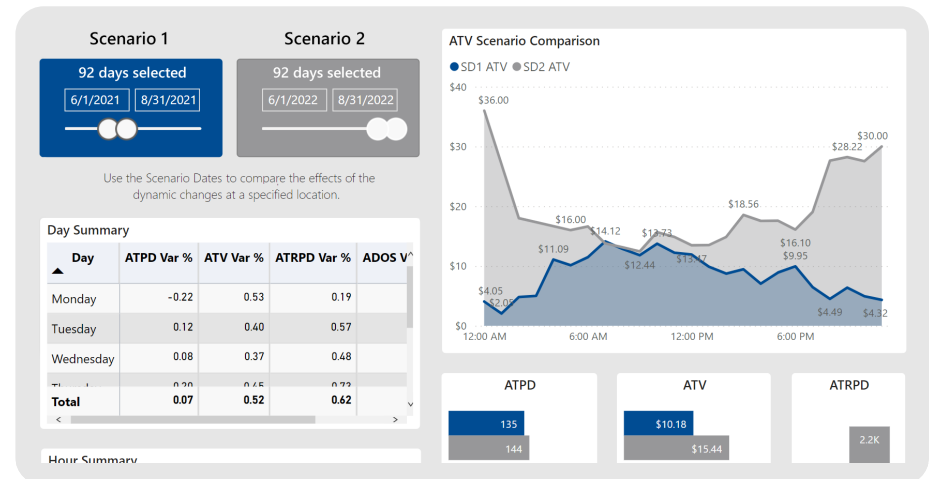 Scenario 1
92 days selected
6/1/2021 8/31/2021
Scenario 2
92 days selected
6/1/2022 8/31/2022
Use the Scenario Dates to compare the effects of the
dynamic changes at a specified location.
Day Summary
Day ATPD Var % ATV Var % ATRPD Var % ADOS V
Monday -0.22 0.53 0.19
Tuesday 0.12 0.40 0.57
Wednesday 0.08 0.37 0.48
Total 0.07 0.52 0.62
Hour Summary
ATV Scenario Comparison
SD1 ATV SD2 ATV
$40
$36.00
$30.00
$30
$28.22
$20
$18.56
$16.00
$14.12
$13.73
$16.10
$11.09
$12.44
$13.47
$9.95
$10
$4.05
$2.05
$4.49
$4.32
$0
12:00 AM 6:00 AM 12:00 PM 6:00 PM
ATPD
135
144
ATV
$10.18
$15.44
ATRPD
2.2K